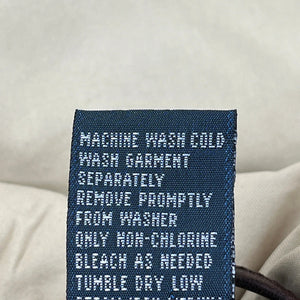 MACHINE WASH COLD
WASH GARMENT
SEPARATELY
REMOVE PROMPTLY
FROM WASHER
ONLY NON-CHLORINE
BLEACH AS NEEDED
TUMBLE DRY LOW